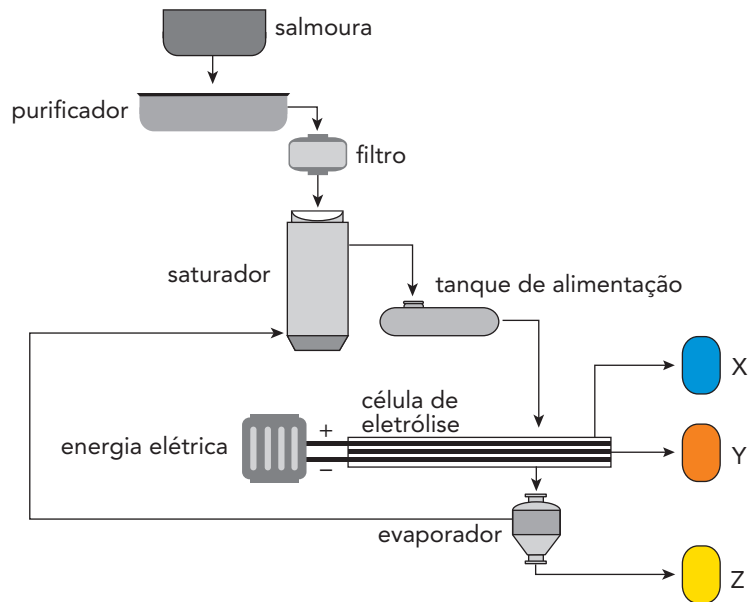 salmoura
purificador
filtro
saturador
tanque de alimentação
X
célula de
eletrólise
+
energia elétrica
–
Y
evaporador
Z